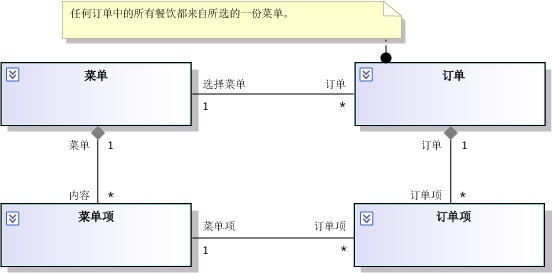 任何订单中的所有餐饮都来自所选的一份菜单。
菜单
订单
选择菜单
订单
1
*
菜单
1
订单
1
内容
*
订单项
*
菜单项
订单项
菜单项
订单项
1
*